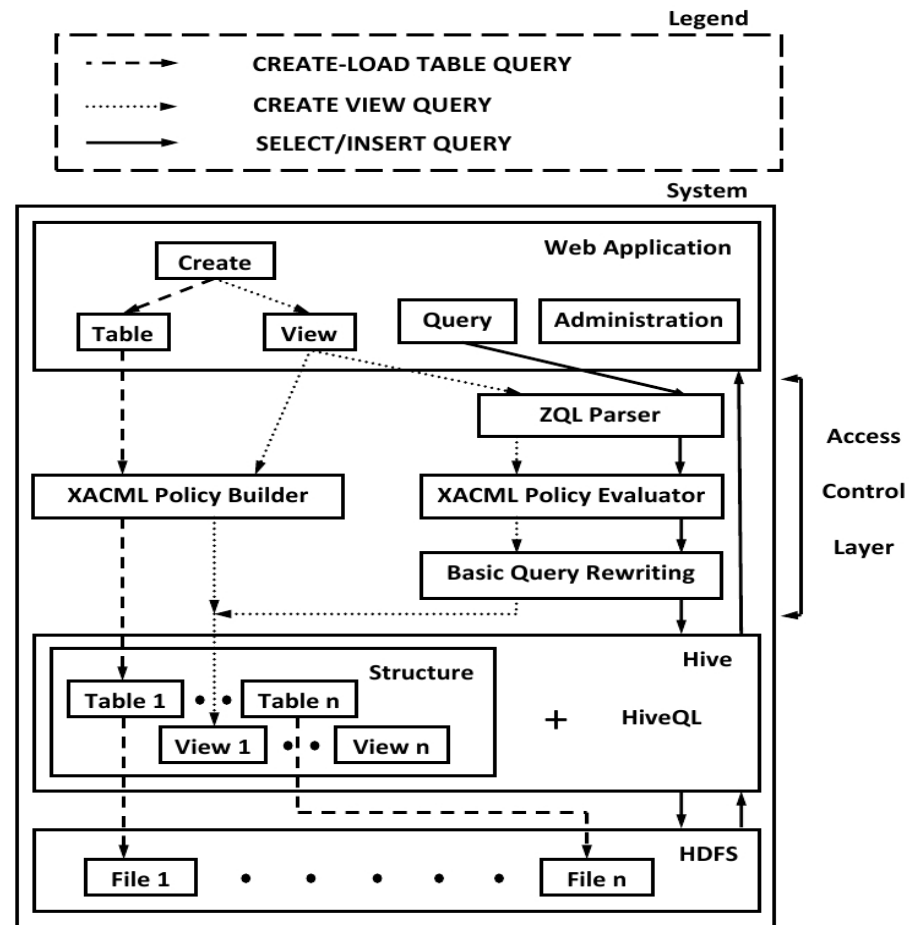 Legend
CREATE-LOAD TABLE QUERY
CREATE VIEW QUERY
SELECT/INSERT QUERY
System
Web Application
Create
Table
View
Query
Administration
ZQL Parser
Access
Control
Layer
XACML Policy Builder
XACML Policy Evaluator
Basic Query Rewriting
Hive
Structure
Table 1
Table n
View 1
View n
+
HiveQL
HDFS
File 1
File n